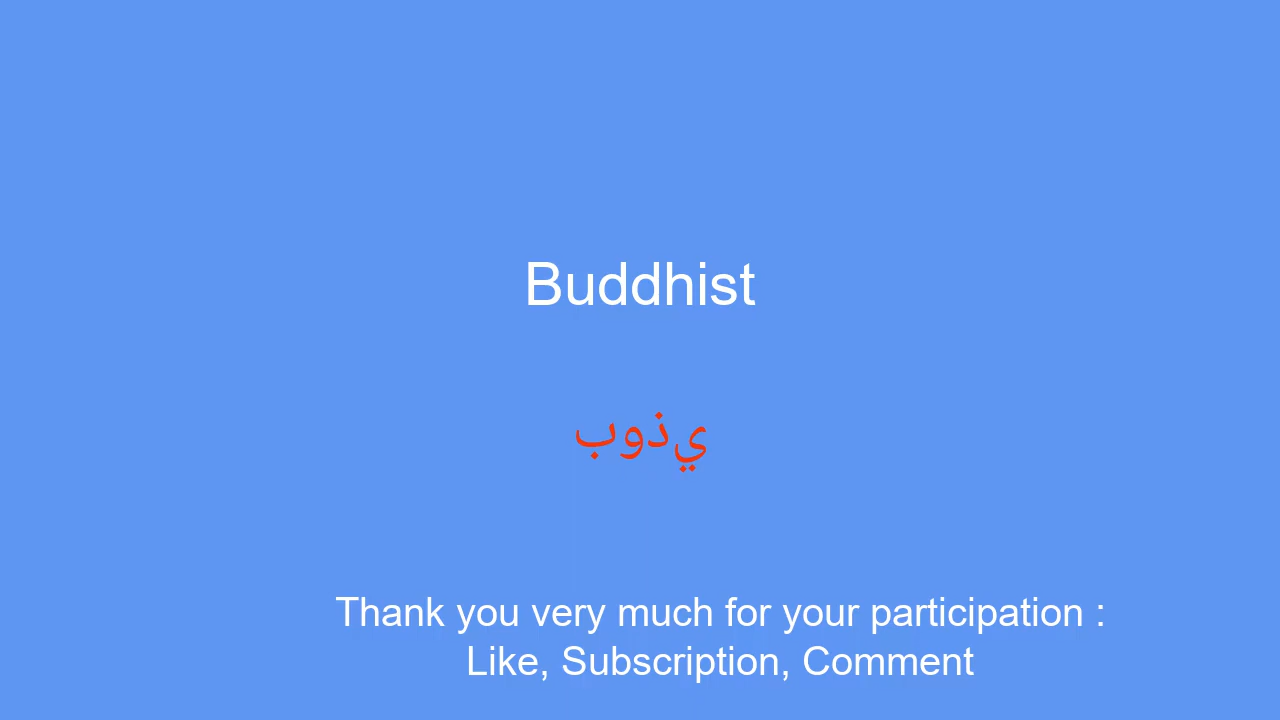 Buddhist
بوذي
Thank you very much for your participation :
Like, Subscription, Comment